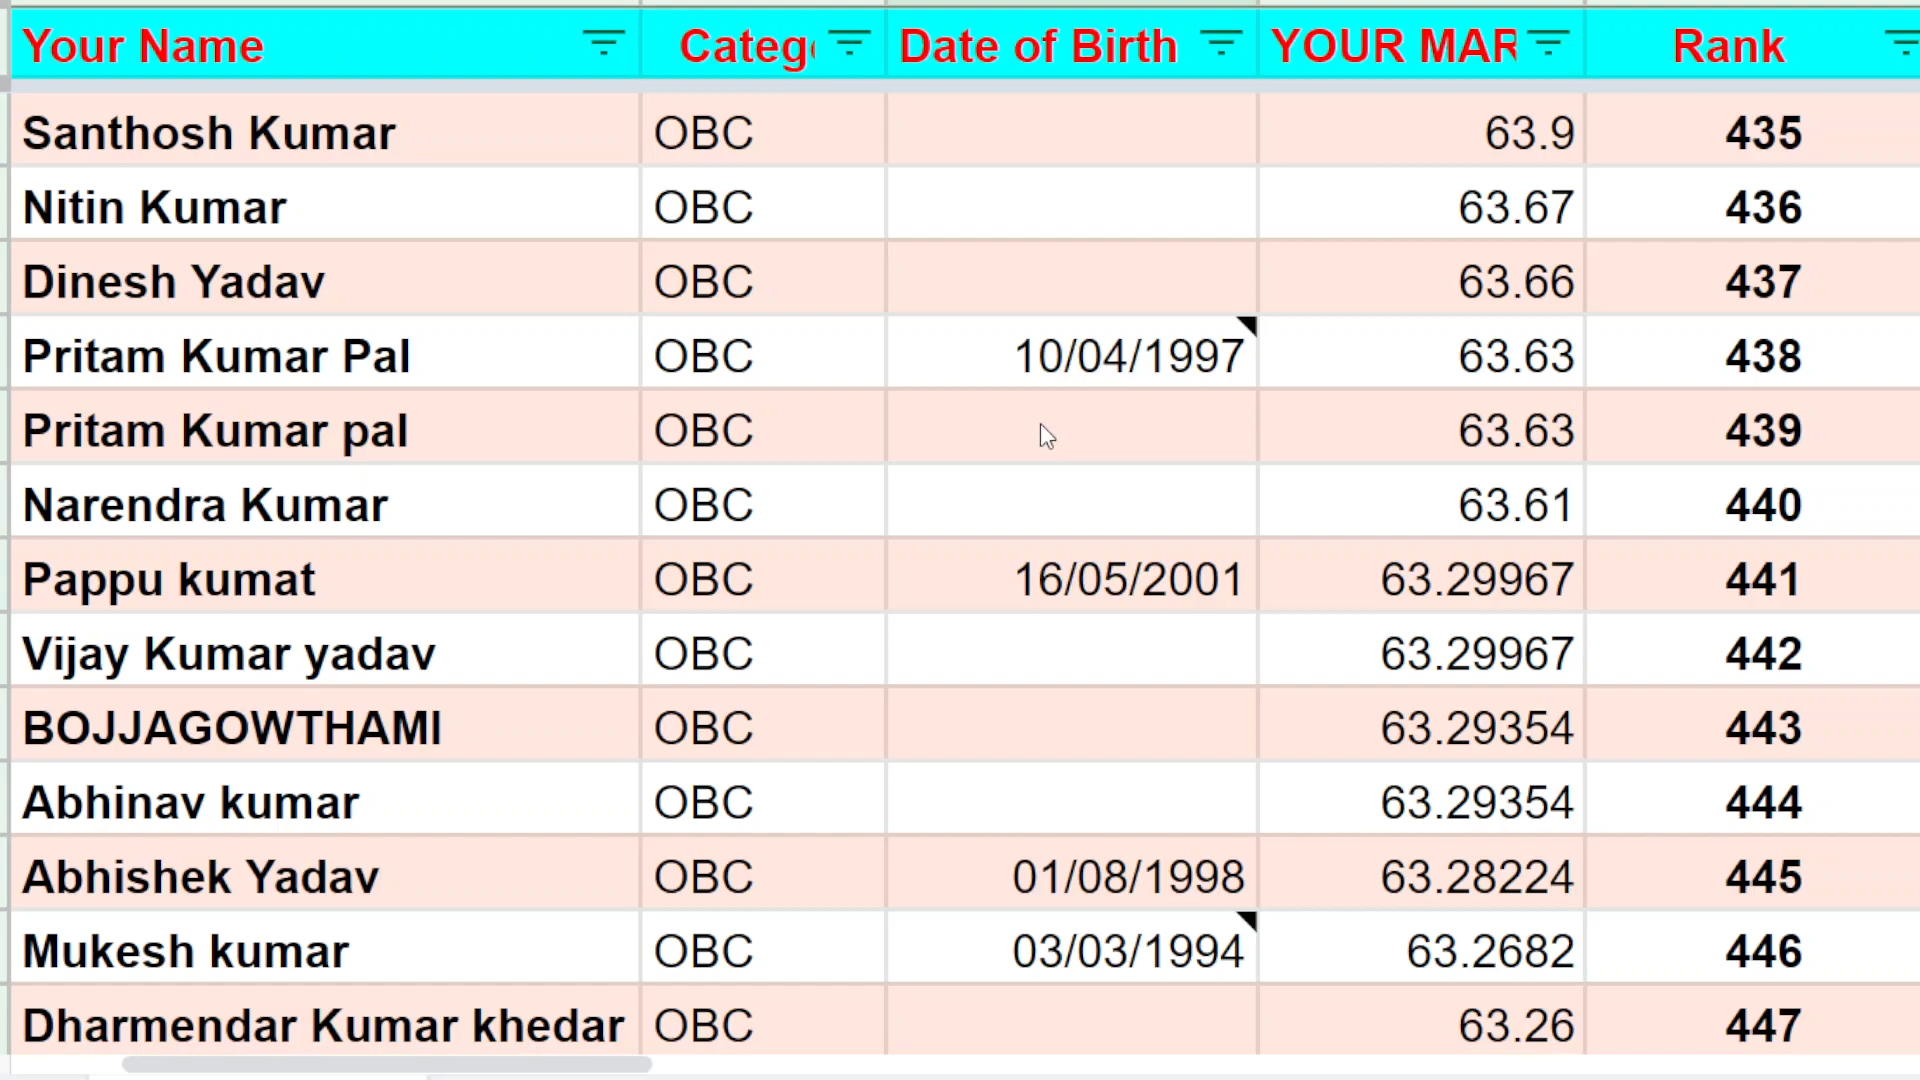 Your Name Catego Date of Birth YOUR MAR Rank
Santhosh Kumar OBC 63.9 435
Nitin Kumar OBC 63.67 436
Dinesh Yadav OBC 63.66 437
Pritam Kumar Pal OBC 10/04/1997 63.63 438
Pritam Kumar pal OBC 63.63 439
Narendra Kumar OBC 63.61 440
Pappu kumat OBC 16/05/2001 63.29967 441
Vijay Kumar yadav OBC 63.29967 442
BOJJAGOWTHAMI OBC 63.29354 443
Abhinav kumar OBC 63.29354 444
Abhishek Yadav OBC 01/08/1998 63.28224 445
Mukesh kumar OBC 03/03/1994 63.2682 446
Dharmendar Kumar khedar OBC 63.26 447